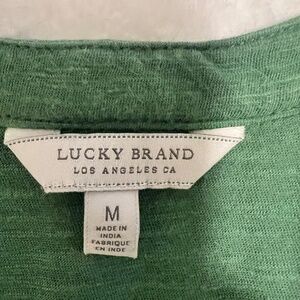 LUCKY BRAND
LOS ANGELES CA
M
MADE IN
INDIA
FABRIQUÉ
EN INDE